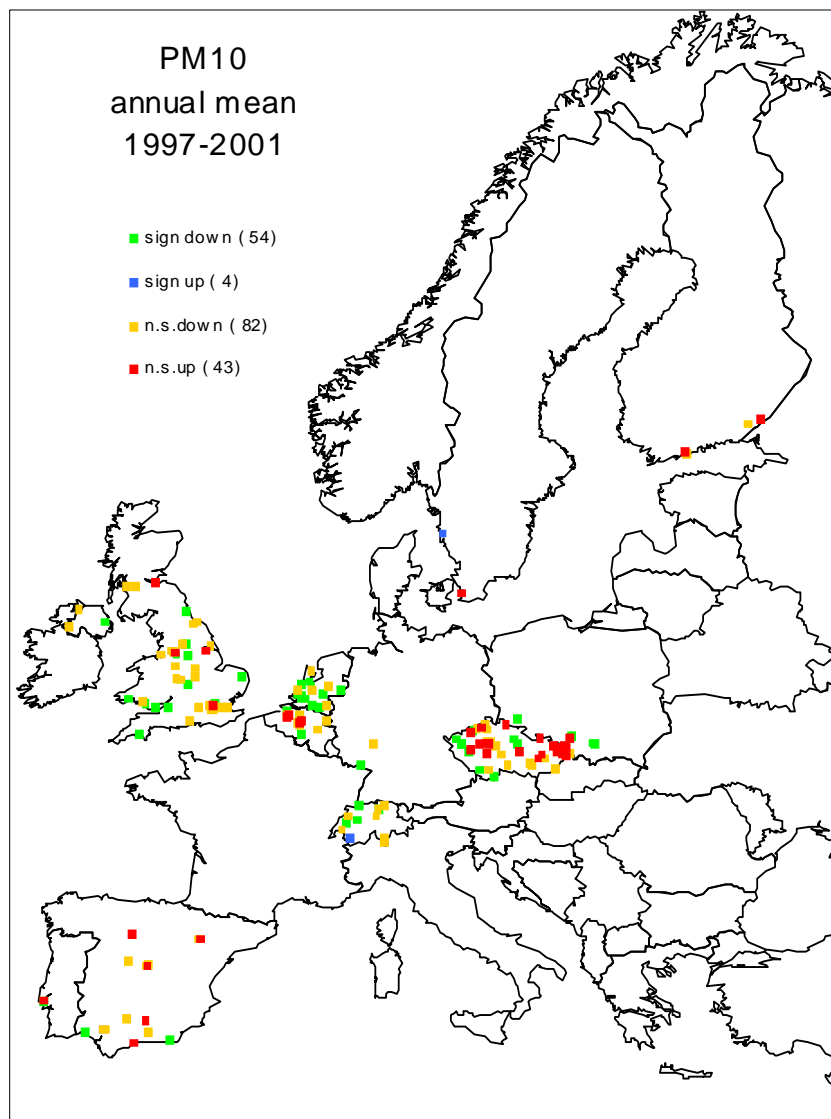 PM10
annual mean
1997-2001
sign down ( 54)
sign up ( 4)
n.s.down ( 82)
n.s.up ( 43)